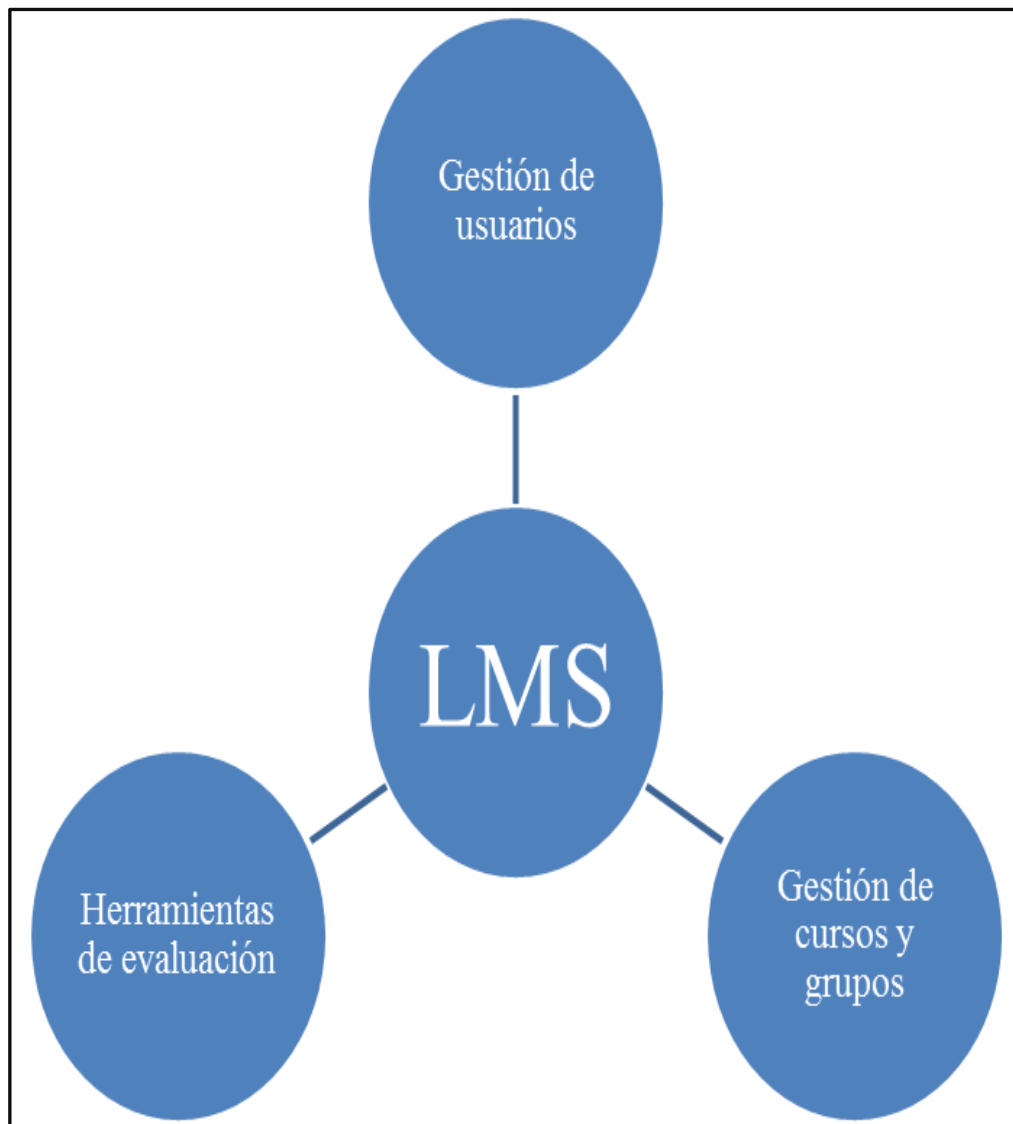 Gestión de
usuarios
LMS
Herramientas
de evaluación
Gestión de
cursos y
grupos